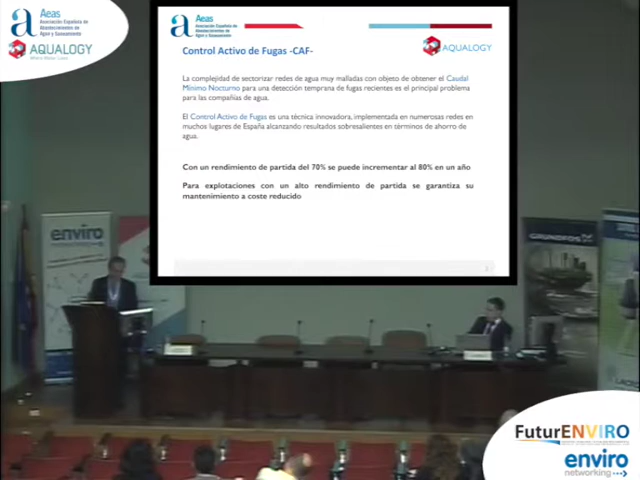 Aeas
Asociación Española de
Abastecimientos de
Agua y Saneamiento
AQUALOGY
Where Water Lives
Aeas
Asociación Española de
Abastecimientos de
Agua y Saneamiento
AQUALOGY
Control Activo de Fugas -CAF-
La complejidad de sectorizar redes de agua muy malladas con objeto de obtener el Caudal
Mínimo Nocturno para una detección temprana de fugas recientes es el principal problema
para las compañías de agua.
El Control Activo de Fugas es una técnica innovadora, implementada en numerosas redes en
muchos lugares de España alcanzando resultados sobresalientes en términos de ahorro de
agua.
Con un rendimiento de partida del 70% se puede incrementar al 80% en un año
Para explotaciones con un alto rendimiento de partida se garantiza su
mantenimiento a coste reducido
enviro
GRUNDFOS
FuturENVIRO
enviro
networking